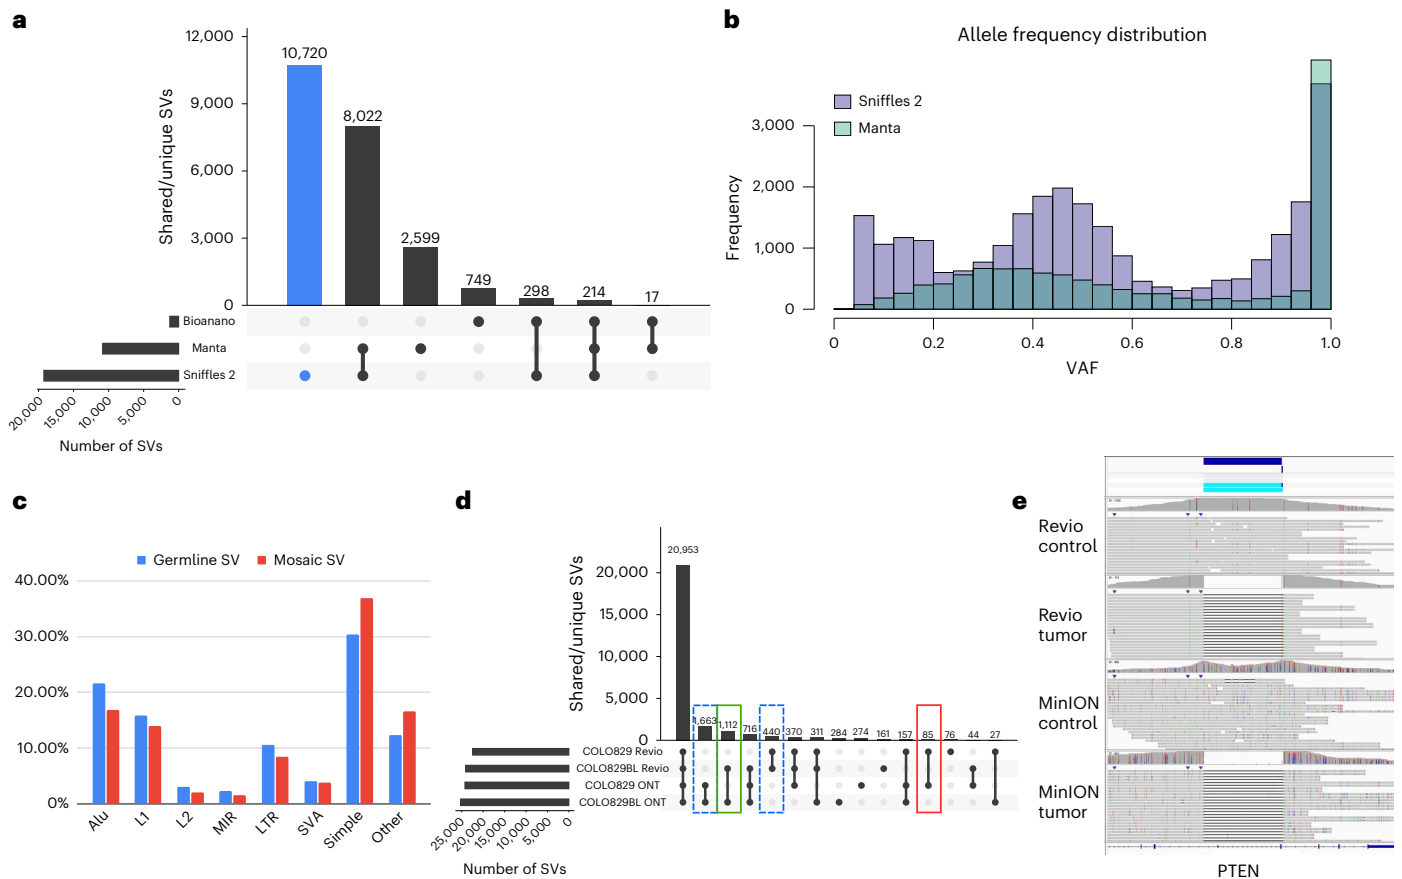 a
12,000
9,000
6,000
3,000
0
Shared/unique SVs
10,720
8,022
2,599
749
298
214
17
Bioanano
Manta
Sniffles 2
20,000
15,000
10,000
5,000
0
Number of SVs
b
Allele frequency distribution
Sniffles 2
Manta
3,000
2,000
1,000
0
Frequency
0
0.2
0.4
0.6
0.8
1.0
VAF
c
Germline SV
Mosaic SV
40.00%
30.00%
20.00%
10.00%
0%
Alu
L1
L2
MIR
LTR
SVA
Simple
Other
d
Shared/unique SVs
20,000
15,000
10,000
5,000
0
20,953
1,663
1,112
716
440
370
311
284
274
161
157
85
76
44
27
COLO829 Revio
COLO829BL Revio
COLO829 ONT
COLO829BL ONT
25,000
20,000
15,000
10,000
5,000
0
Number of SVs
e
Revio
control
Revio
tumor
MinION
control
MinION
tumor
PTEN